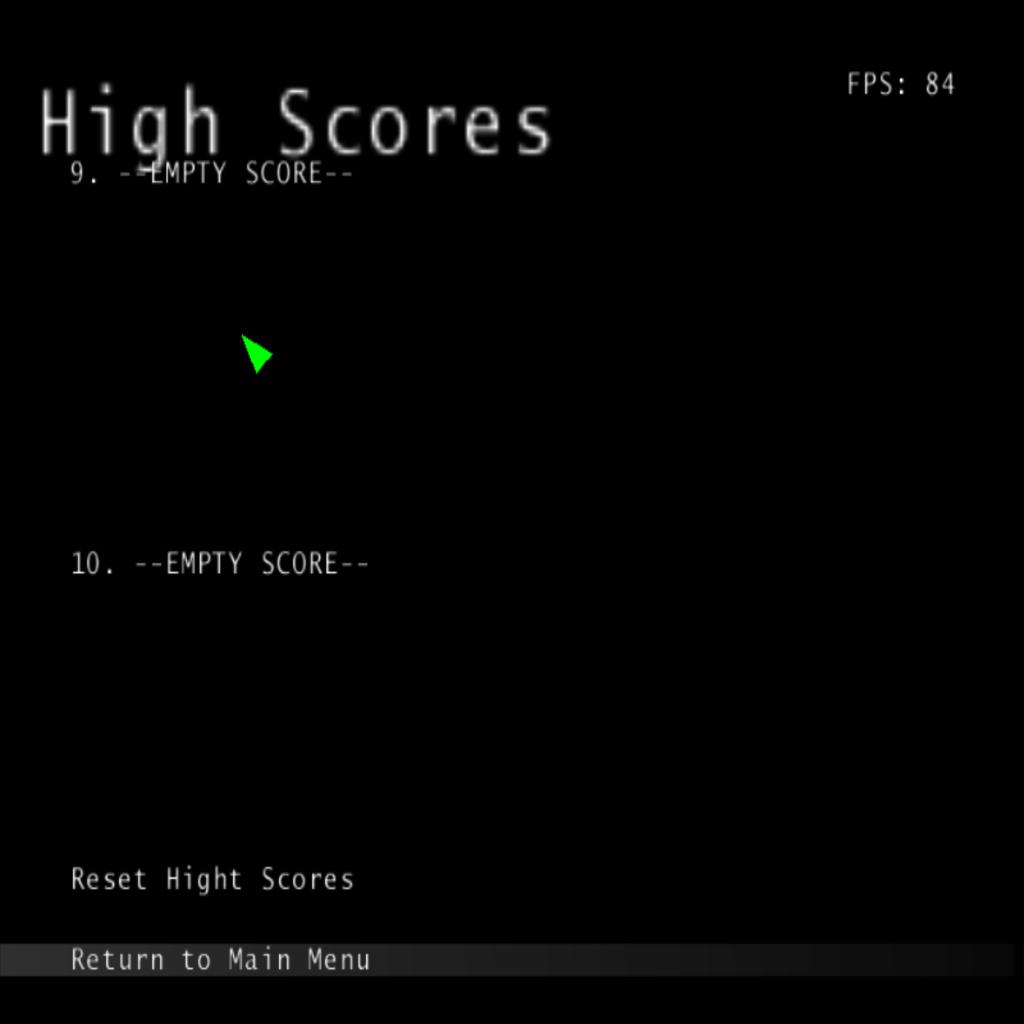 FPS: 84
High Scores
9. --EMPTY SCORE--
10. --EMPTY SCORE--
Reset Hight Scores
Return to Main Menu